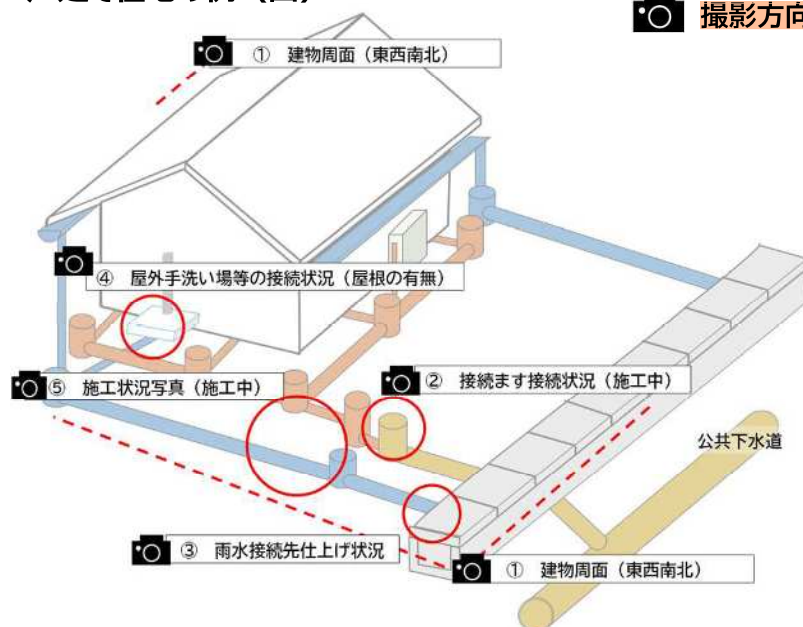 撮影方向
① 建物周面（東西南北）
④ 屋外手洗い場等の接続状況（屋根の有無）
⑤ 施工状況写真（施工中）
② 接続ます接続状況（施工中）
公共下水道
③ 雨水接続先仕上げ状況
① 建物周面（東西南北）